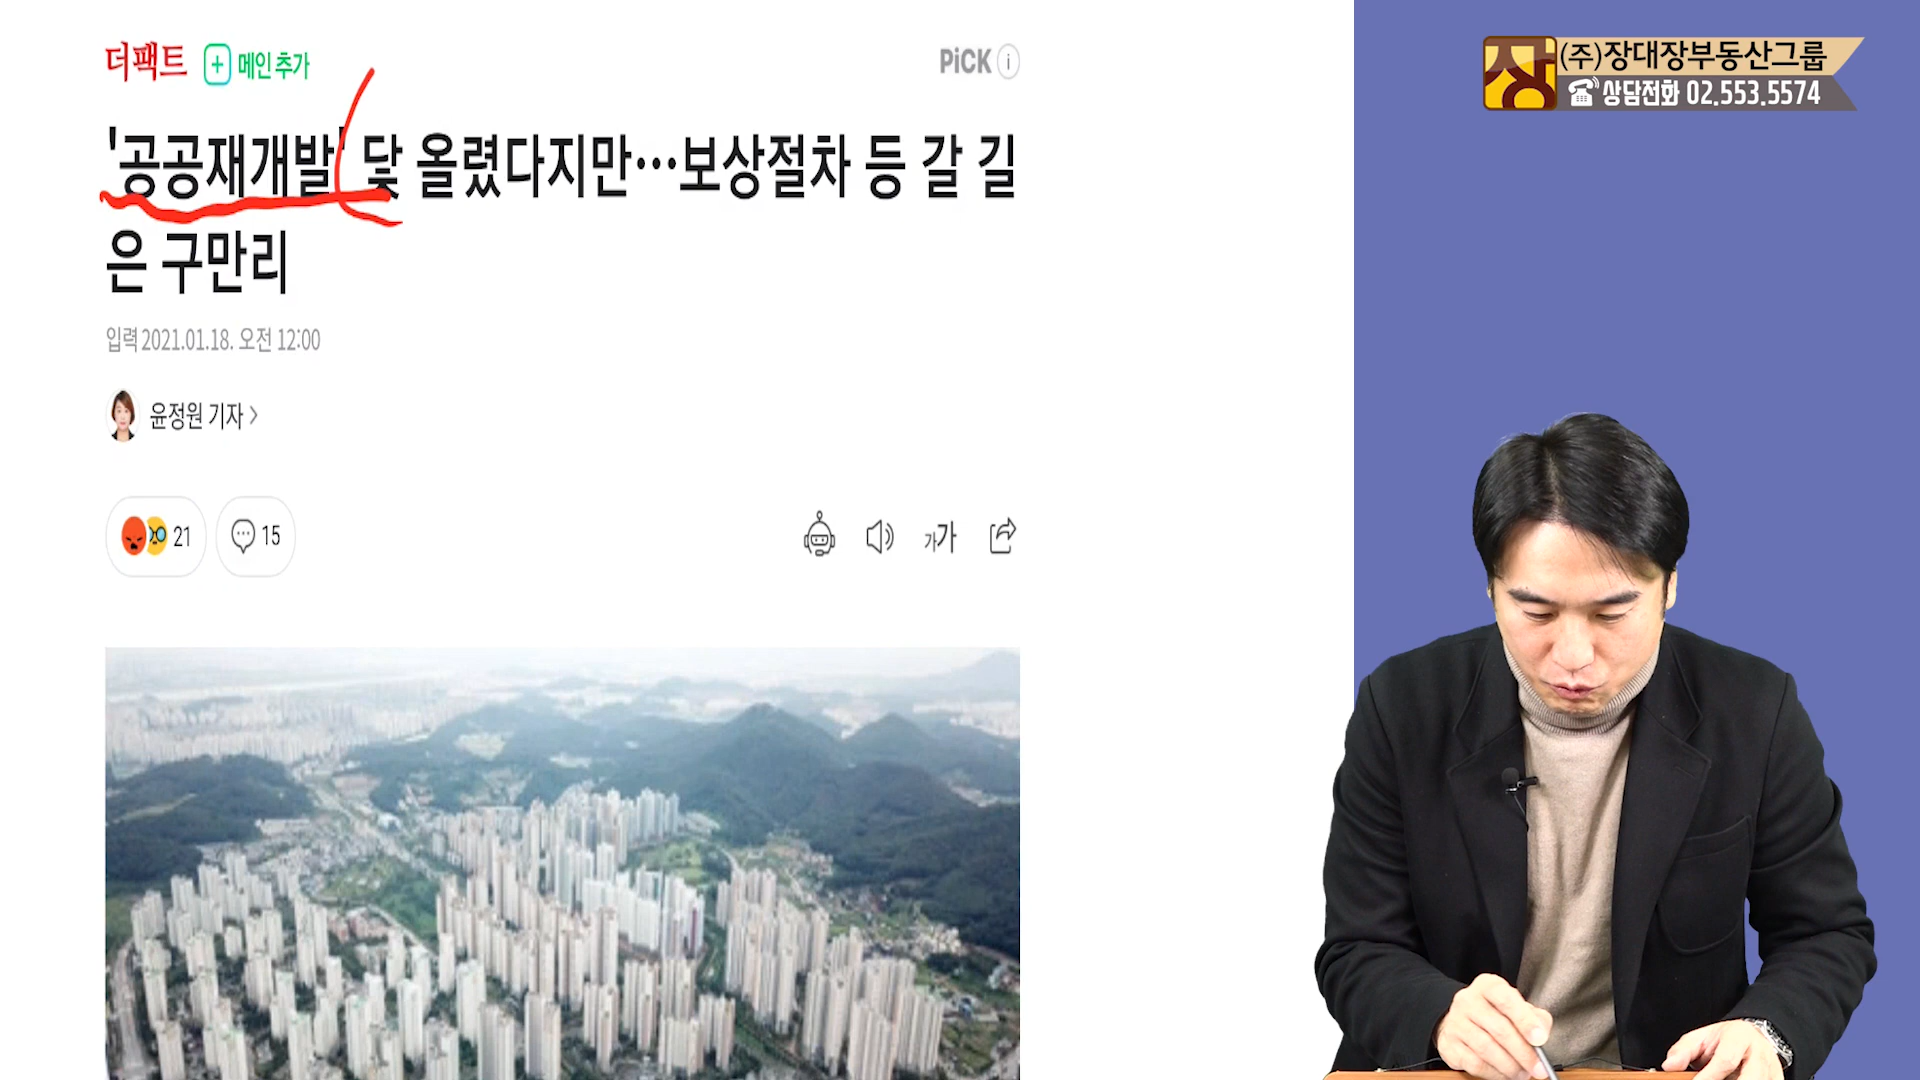 더팩트
메인 추가
PiCK
'공공재개발' 닻 올렸다지만…보상절차 등 갈 길
은 구만리
입력 2021.01.18. 오전 12:00
윤정원 기자
21
15
가가
(주)장대장부동산그룹
상담전화 02.553.5574
장